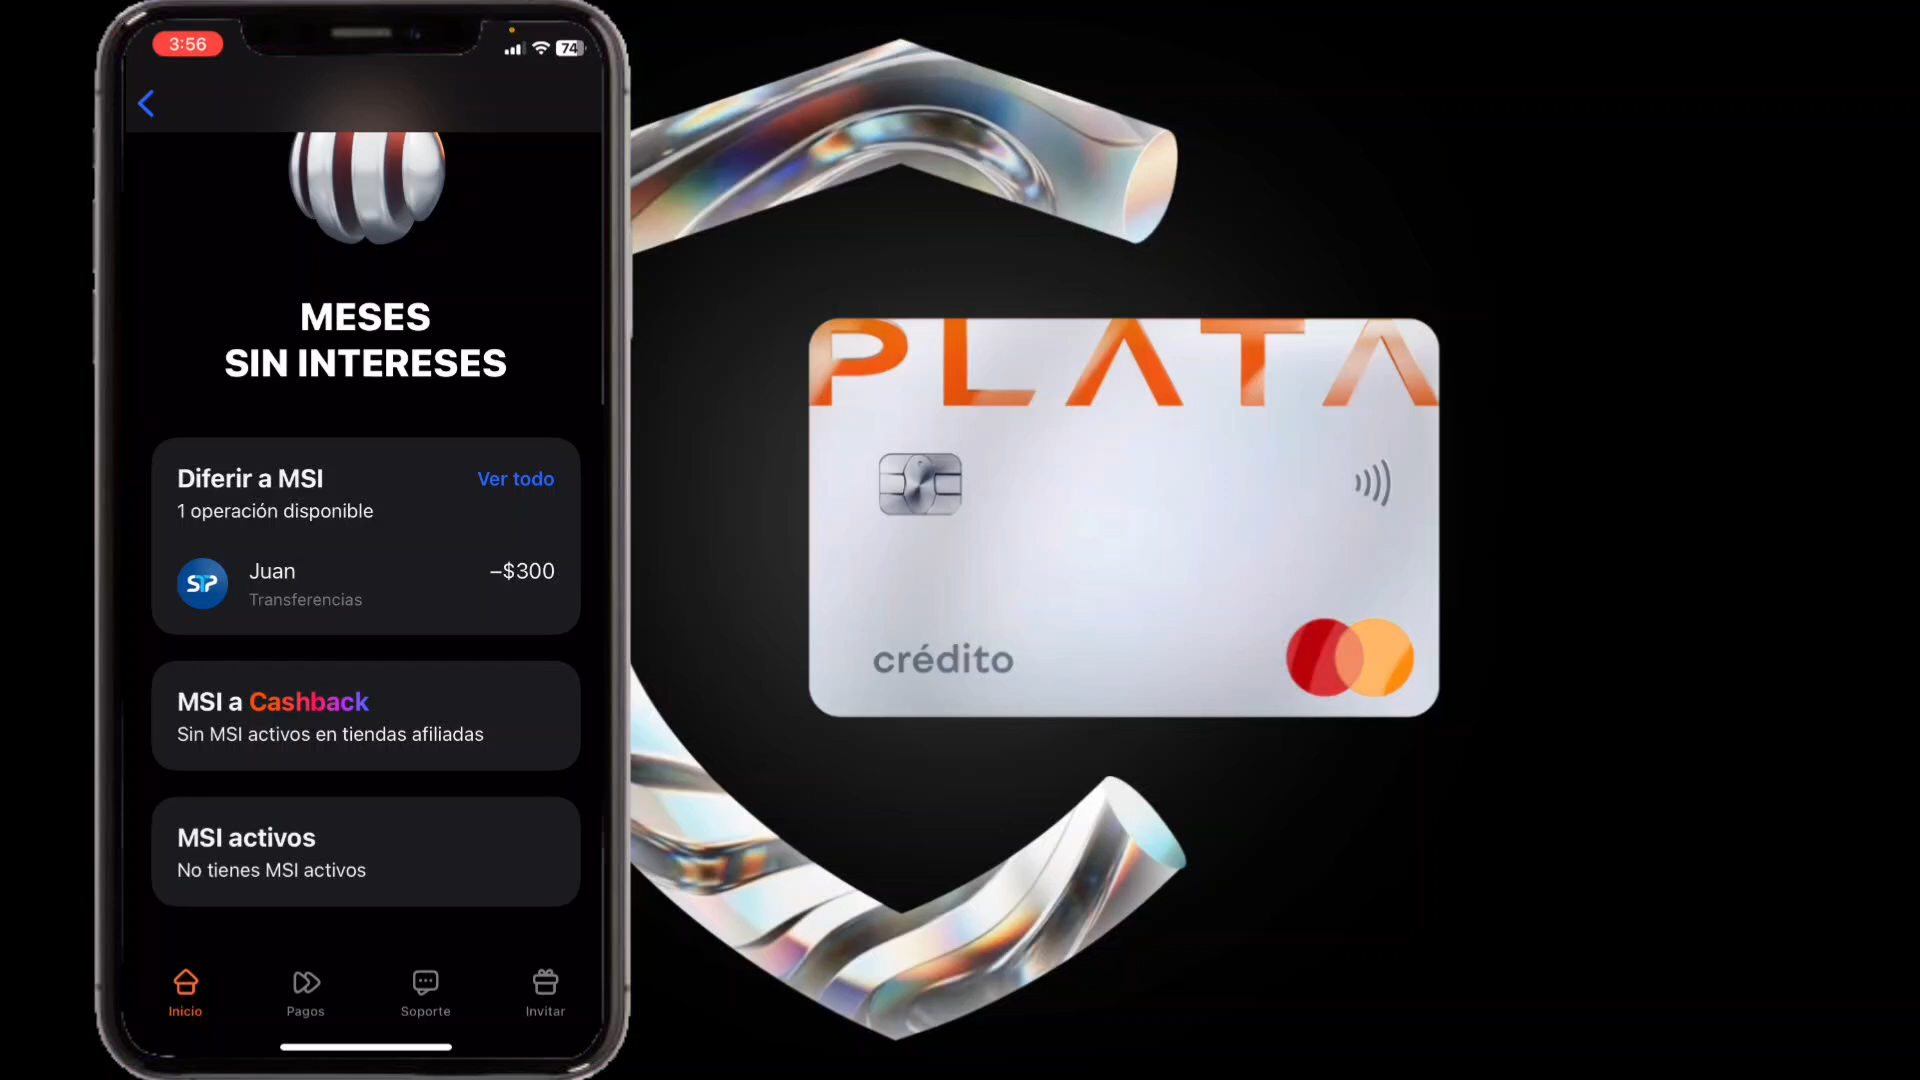 3:56
74
MESES
SIN INTERESES
Diferir a MSI
Ver todo
1 operación disponible
STP
Juan
–$300
Transferencias
MSI a Cashback
Sin MSI activos en tiendas afiliadas
MSI activos
No tienes MSI activos
Inicio
Pagos
Soporte
Invitar
PLATA
crédito